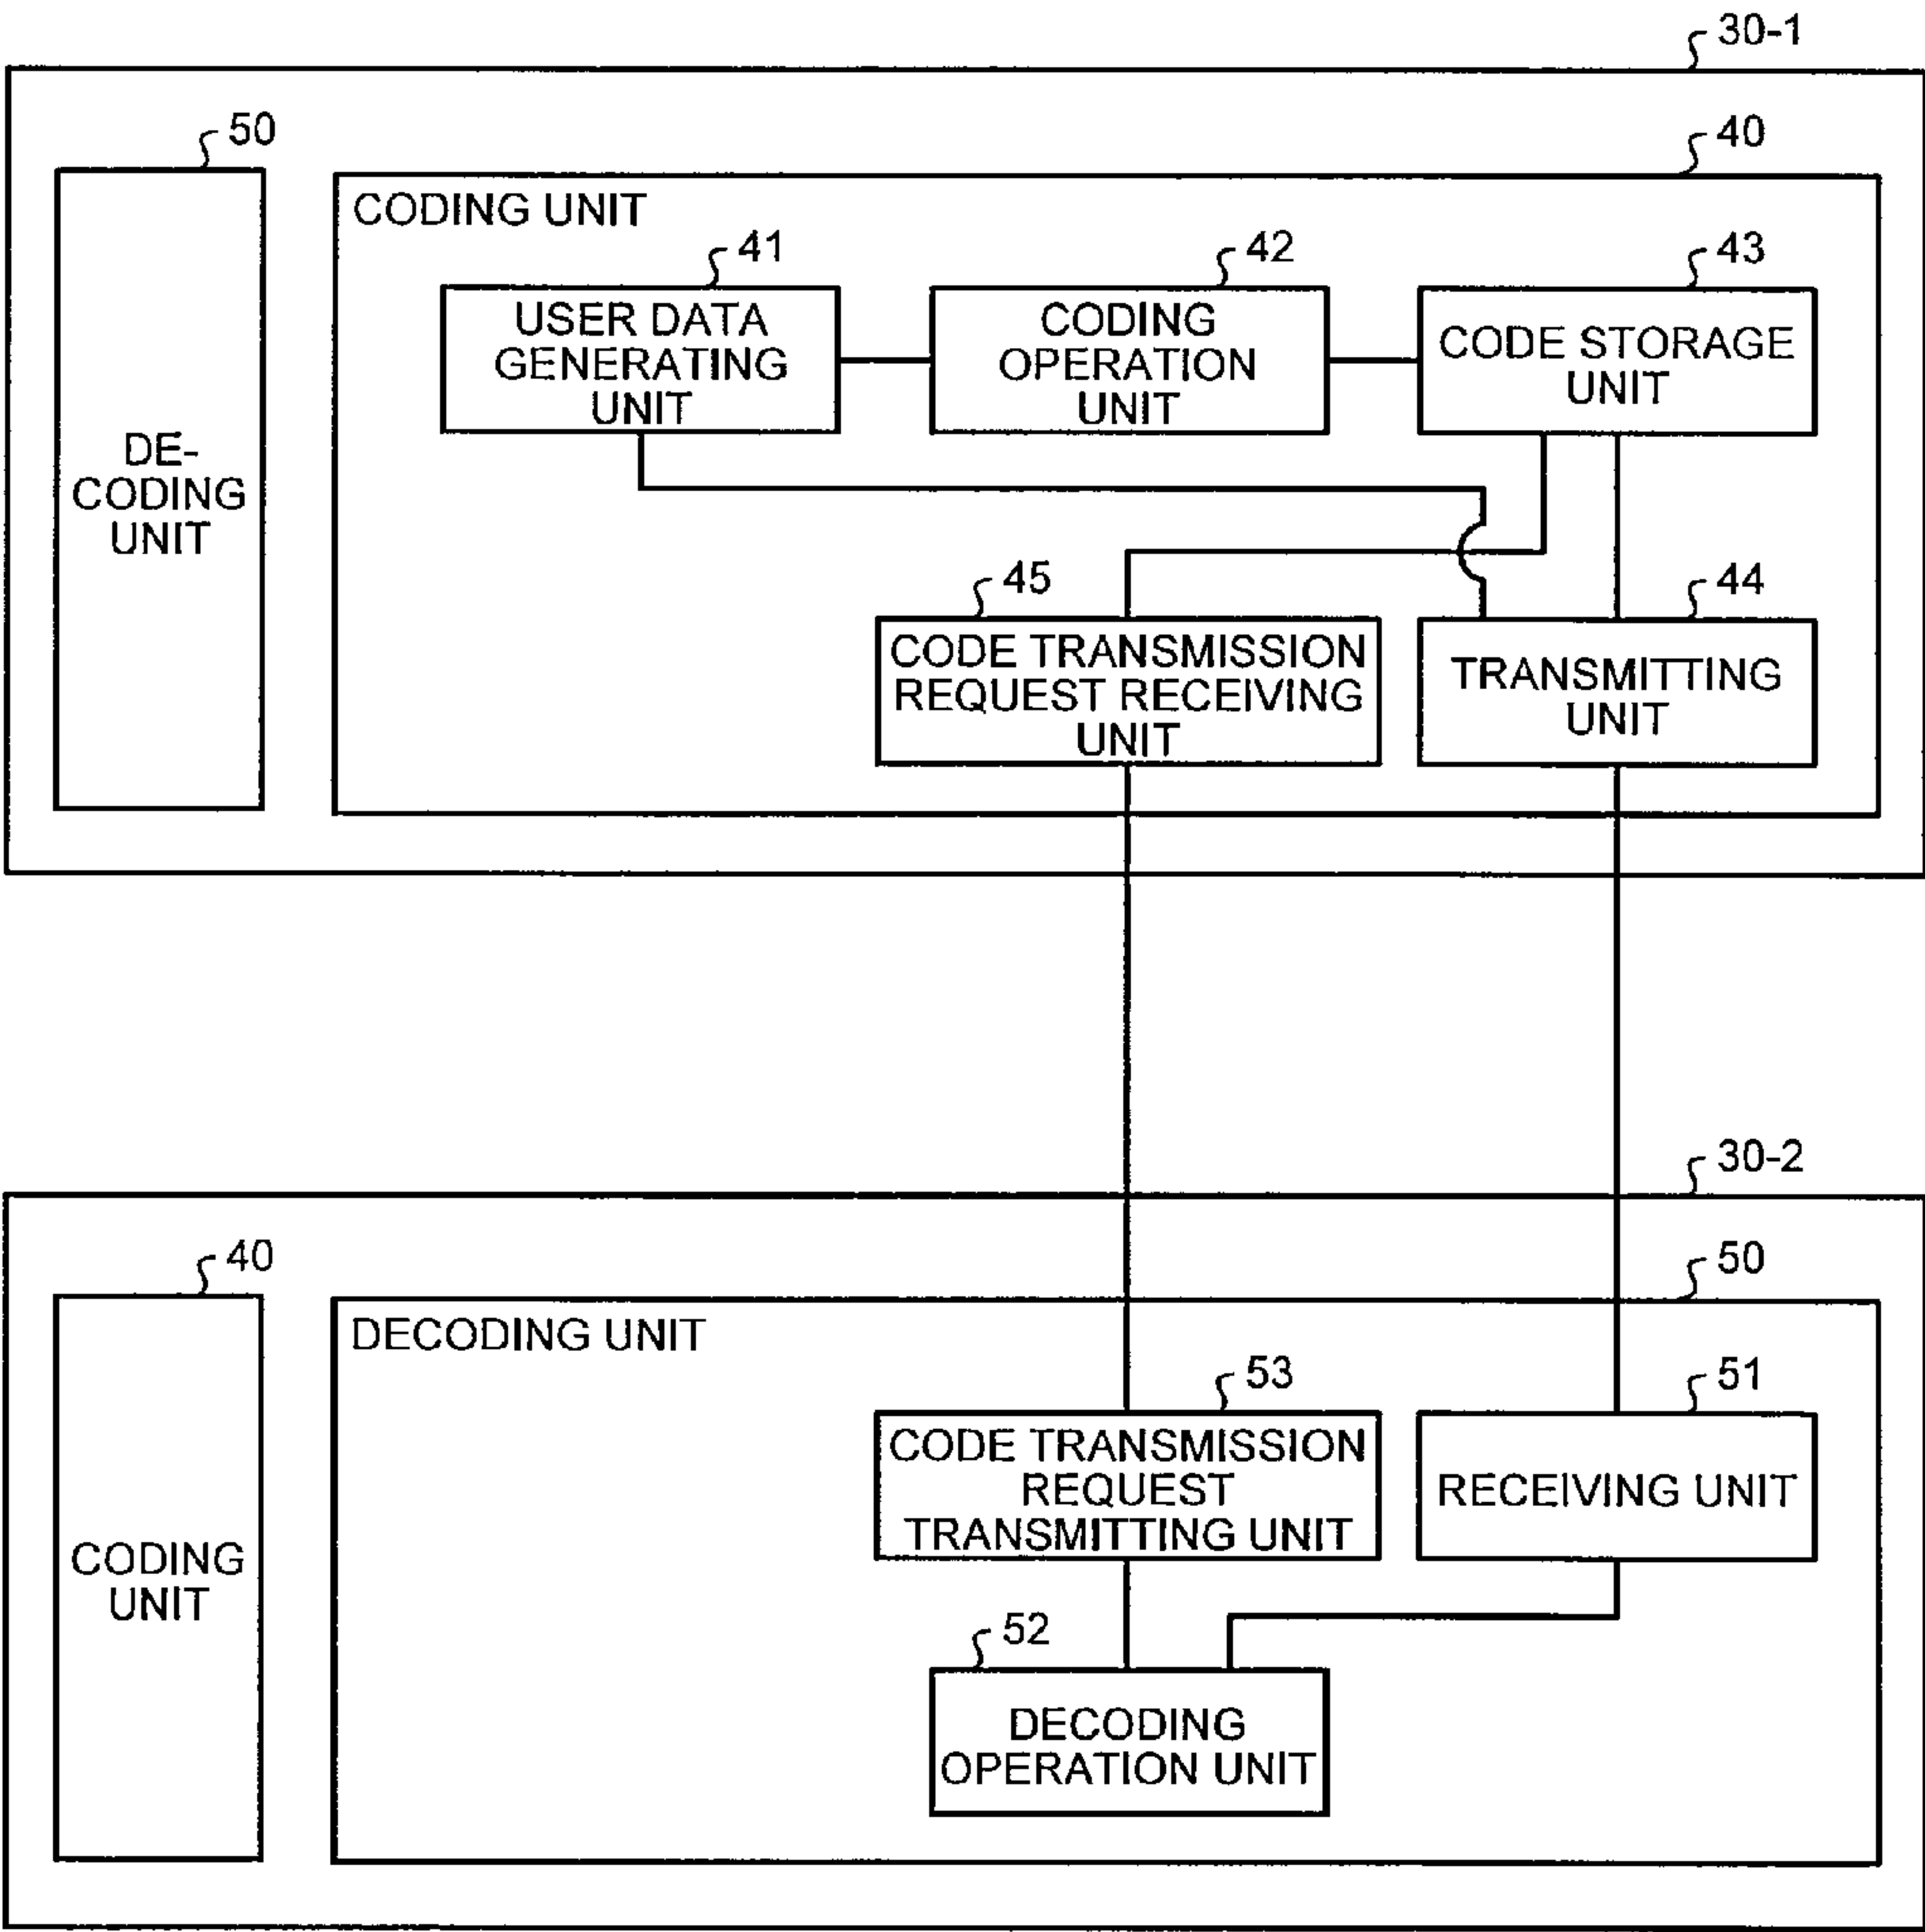 30-1
50
40
DE-
CODING
UNIT
CODING UNIT
41
42
43
USER DATA
GENERATING
UNIT
CODING
OPERATION
UNIT
CODE STORAGE
UNIT
45
44
CODE TRANSMISSION
REQUEST RECEIVING
UNIT
TRANSMITTING
UNIT
30-2
40
50
CODING
UNIT
DECODING UNIT
53
51
CODE TRANSMISSION
REQUEST
TRANSMITTING UNIT
RECEIVING UNIT
52
DECODING
OPERATION UNIT